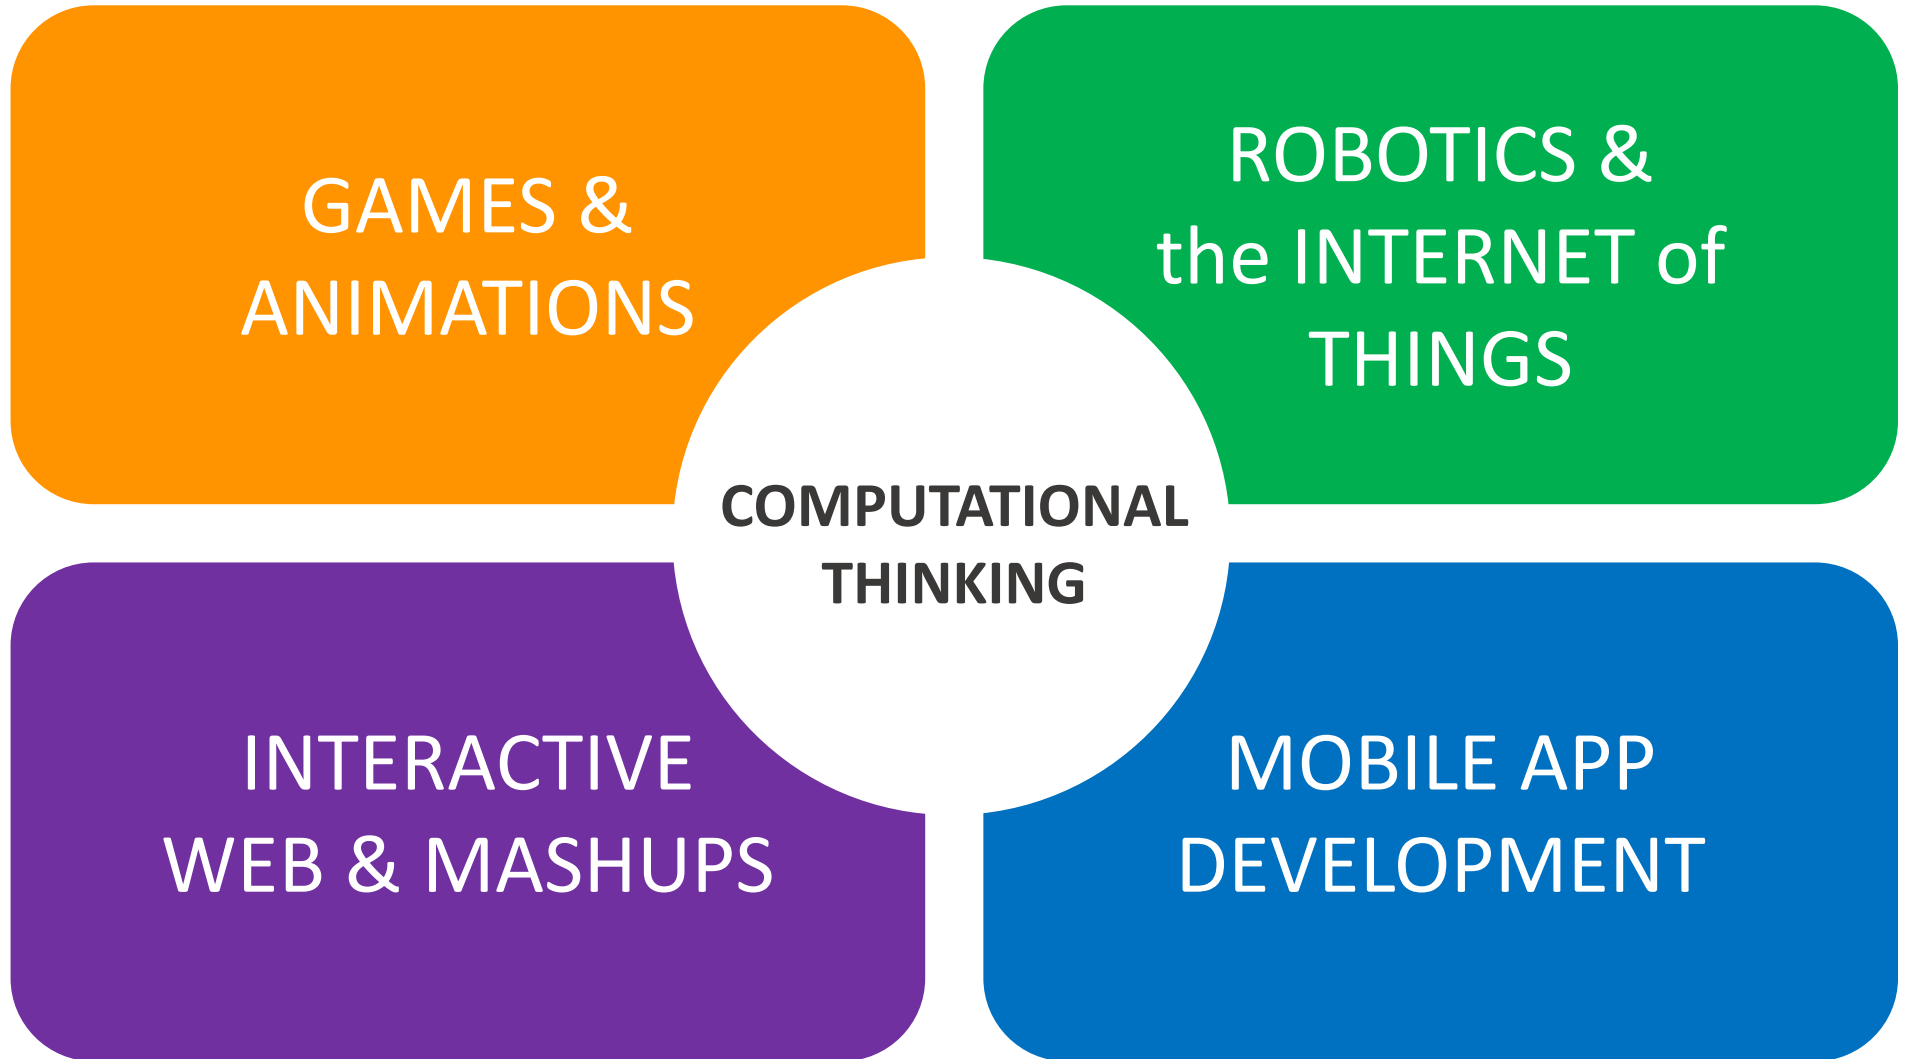 GAMES &
ANIMATIONS
ROBOTICS &
the INTERNET of
THINGS
COMPUTATIONAL
THINKING
INTERACTIVE
WEB & MASHUPS
MOBILE APP
DEVELOPMENT